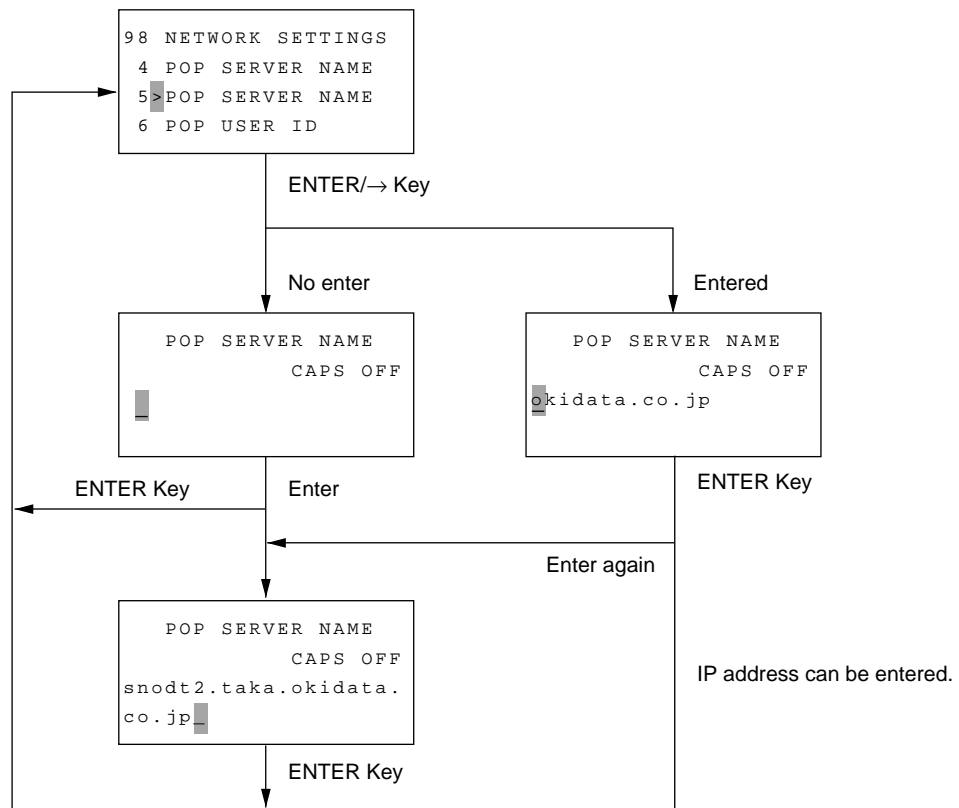 98 NETWORK SETTINGS
4 POP SERVER NAME
5>POP SERVER NAME
6 POP USER ID
ENTER/→ Key
No enter
Entered
POP SERVER NAME
CAPS OFF
_
POP SERVER NAME
CAPS OFF
okidata.co.jp
ENTER Key
Enter
ENTER Key
Enter again
POP SERVER NAME
CAPS OFF
snodt2.taka.okidata.
co.jp_
IP address can be entered.
ENTER Key